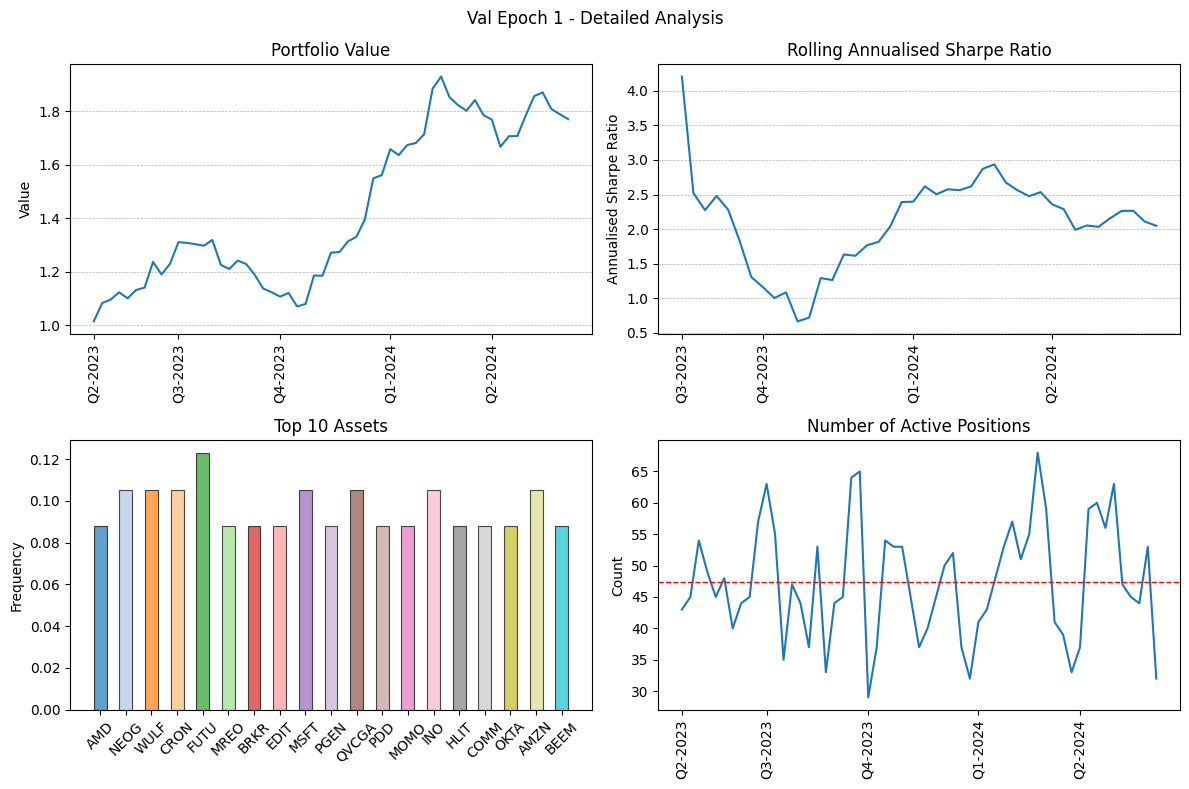 Val Epoch 1 - Detailed Analysis
Portfolio Value
Value
1.8
1.6
1.4
1.2
1.0
Q2-2023
Q3-2023
Q4-2023
Q1-2024
Q2-2024
Rolling Annualised Sharpe Ratio
Annualised Sharpe Ratio
4.0
3.5
3.0
2.5
2.0
1.5
1.0
0.5
Q3-2023
Q4-2023
Q1-2024
Q2-2024
Top 10 Assets
Frequency
0.12
0.10
0.08
0.06
0.04
0.02
0.00
AMD
NEOG
WULF
CRON
FUTU
MREO
BRKR
EDIT
MSFT
PGEN
QVCGA
PDD
MOMO
INO
HLIT
COMM
OKTA
AMZN
BEEM
Number of Active Positions
Count
65
60
55
50
45
40
35
30
Q2-2023
Q3-2023
Q4-2023
Q1-2024
Q2-2024